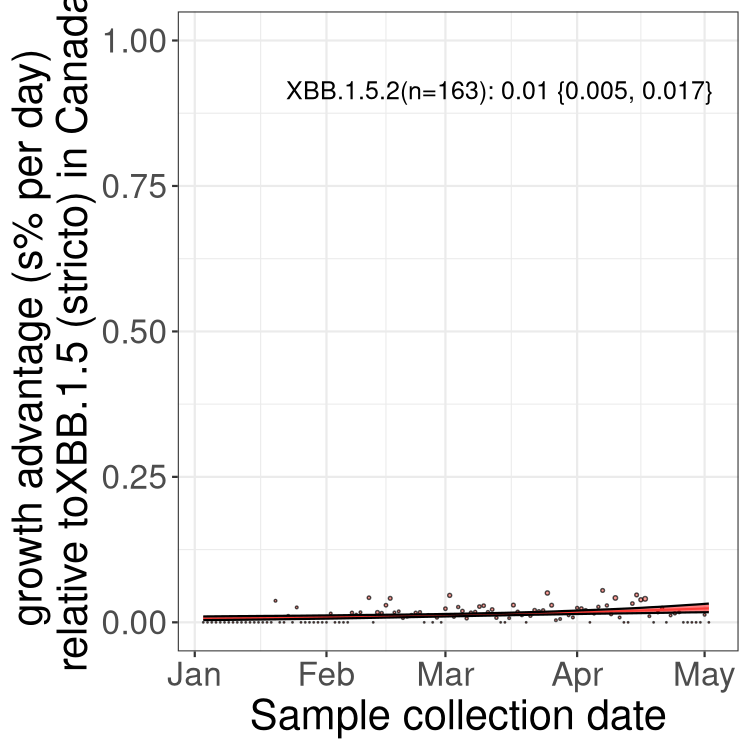 growth advantage (s% per day)
relative toXBB.1.5 (stricto) in Canada
1.00
0.75
0.50
0.25
0.00
XBB.1.5.2(n=163): 0.01 {0.005, 0.017}
Jan Feb Mar Apr May
Sample collection date